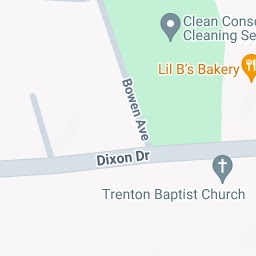 Clean Conso
Cleaning Se
Lil B's Bakery
Bowen Ave
Dixon Dr
Trenton Baptist Church